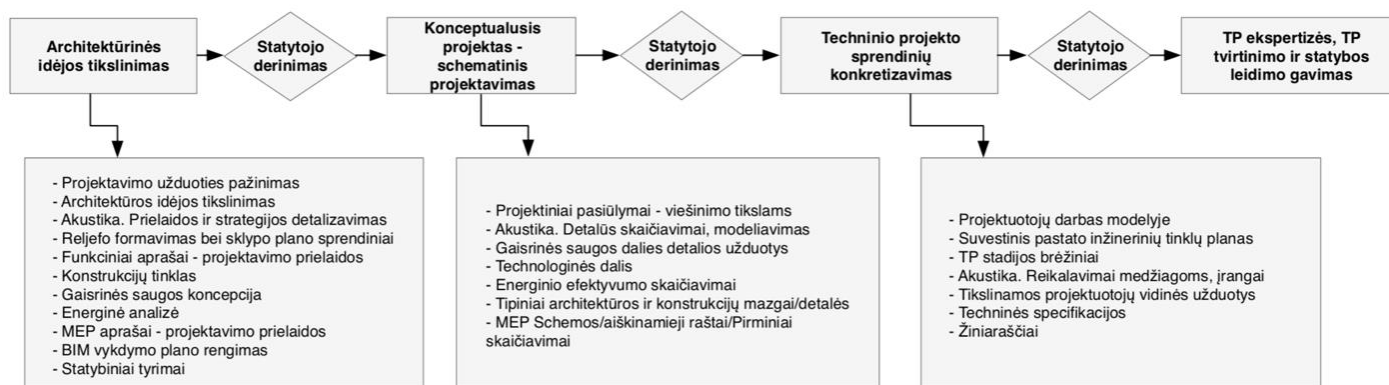 Architektūrinės
idėjos tikslinimas
Statytojo
derinimas
Konceptualusis
projektas -
schematinis
projektavimas
Statytojo
derinimas
Techninio projekto
sprendinių
konkretizavimas
Statytojo
derinimas
TP ekspertizės, TP
tvirtinimo ir statybos
leidimo gavimas
- Projektavimo užduoties pažinimas
- Architektūros idėjos tikslinimas
- Akustika. Prielaidos ir strategijos detalizavimas
- Reljefo formavimas bei sklypo plano sprendiniai
- Funkciniai aprašai - projektavimo prielaidos
- Konstrukcijų tinklas
- Gaisrinės saugos koncepcija
- Energinė analizė
- MEP aprašai - projektavimo prielaidos
- BIM vykdymo plano rengimas
- Statybiniai tyrimai
- Projektiniai pasiūlymai - viešinimo tikslams
- Akustika. Detalūs skaičiavimai, modeliavimas
- Gaisrinės saugos dalies detalios užduotys
- Technologinės dalis
- Energinio efektyvumo skaičiavimai
- Tipiniai architektūros ir konstrukcijų mazgai/detalės
- MEP Schemos/aiškinamieji raštai/Pirminiai
skaičiavimai
- Projektuotojų darbas modelyje
- Suvestinis pastato inžinerinių tinklų planas
- TP stadijos brėžiniai
- Akustika. Reikalavimai medžiagoms, įrangai
- Tikslinamos projektuotojų vidinės užduotys
- Techninės specifikacijos
- Žiniaraščiai